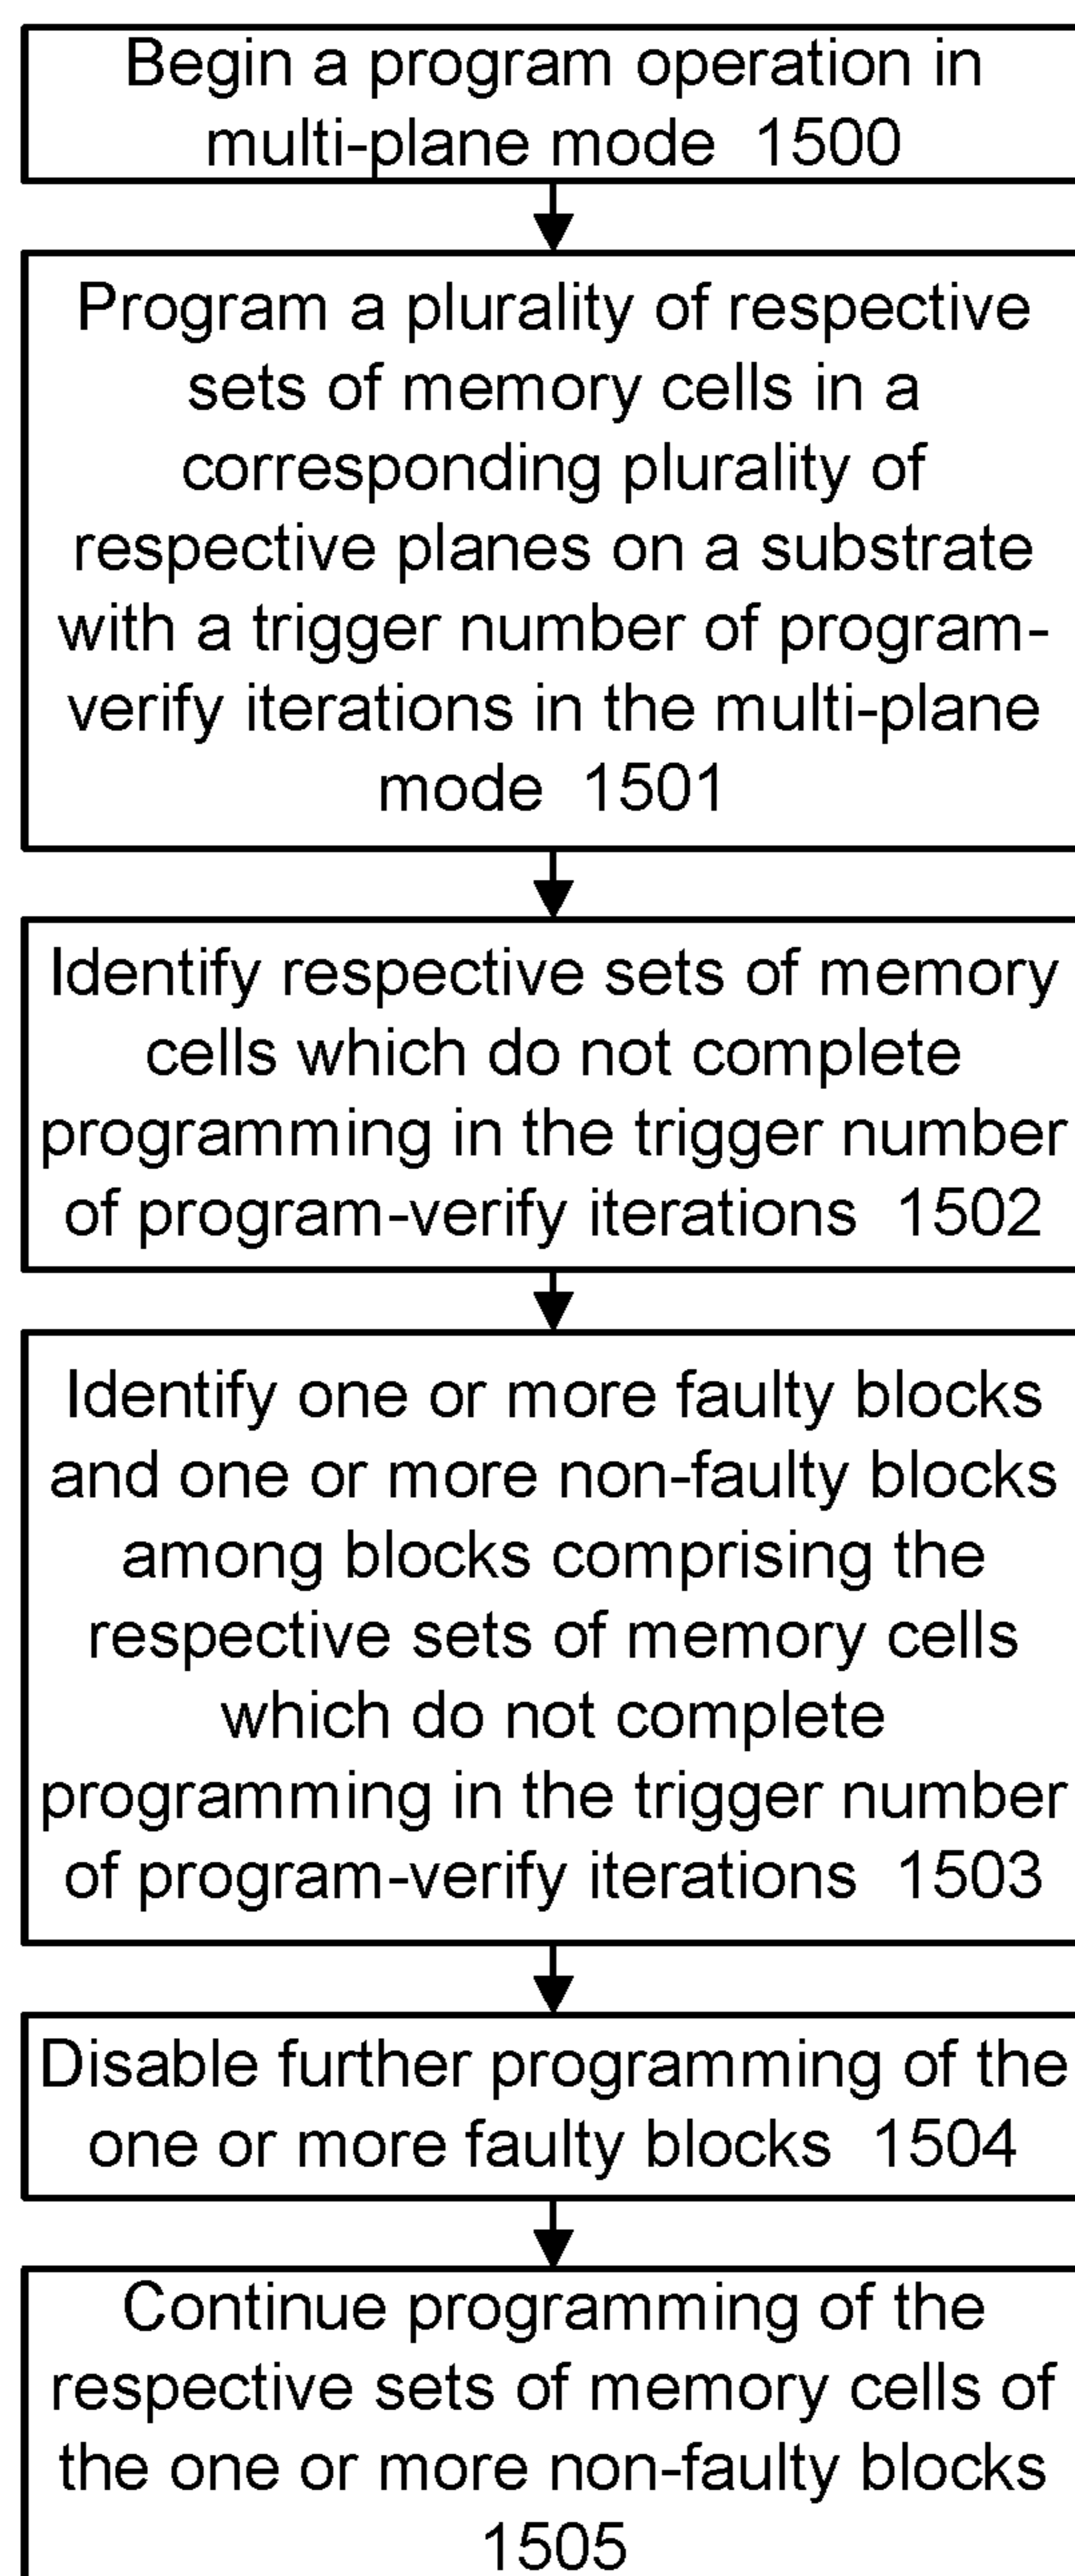 Begin a program operation in
multi-plane mode 1500
Program a plurality of respective
sets of memory cells in a
corresponding plurality of
respective planes on a substrate
with a trigger number of program-
verify iterations in the multi-plane
mode 1501
Identify respective sets of memory
cells which do not complete
programming in the trigger number
of program-verify iterations 1502
Identify one or more faulty blocks
and one or more non-faulty blocks
among blocks comprising the
respective sets of memory cells
which do not complete
programming in the trigger number
of program-verify iterations 1503
Disable further programming of the
one or more faulty blocks 1504
Continue programming of the
respective sets of memory cells of
the one or more non-faulty blocks
1505